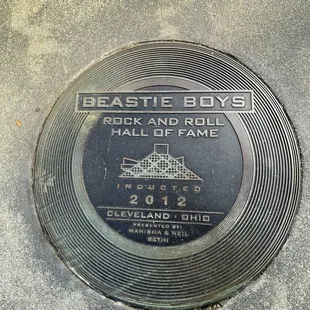 BEASTIE BOYS
ROCK AND ROLL
HALL OF FAME
INDUCTED
2012
CLEVELAND · OHIO
PRESENTED BY:
MANISHA & NEIL
SETHI